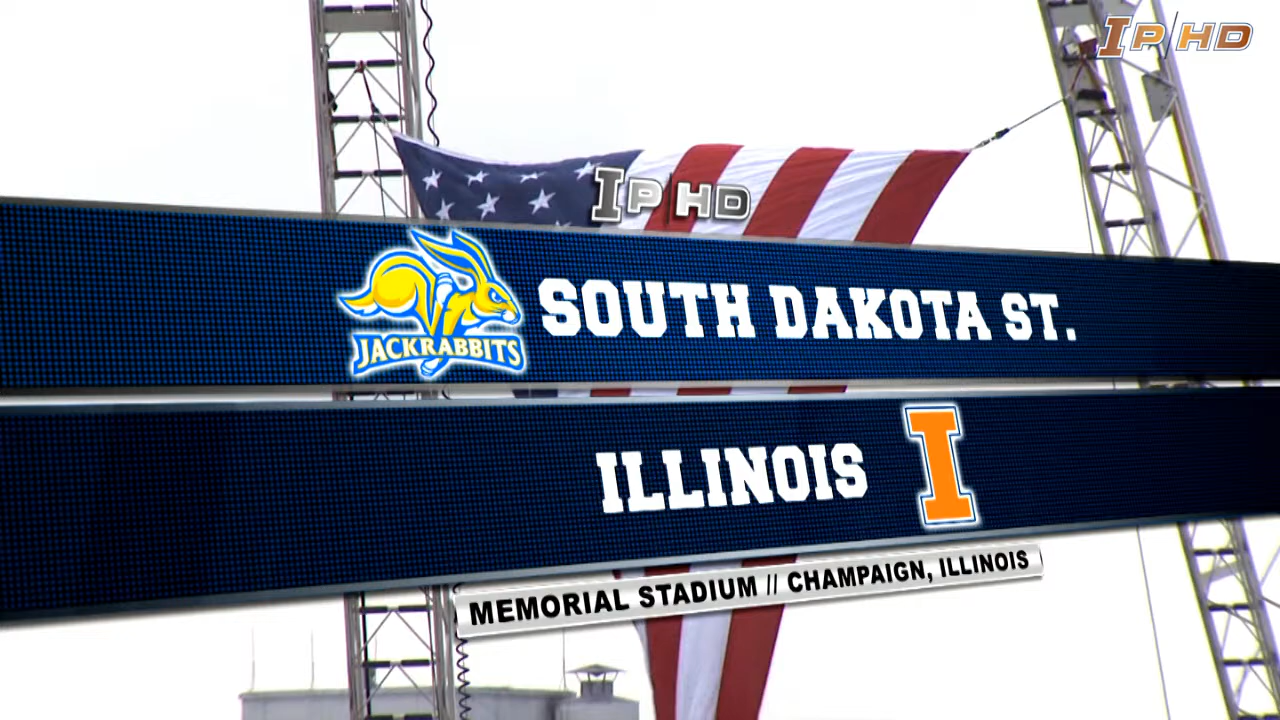 IP|HD
IP|HD
JACKRABBITS
SOUTH DAKOTA ST.
ILLINOIS
I
MEMORIAL STADIUM // CHAMPAIGN, ILLINOIS